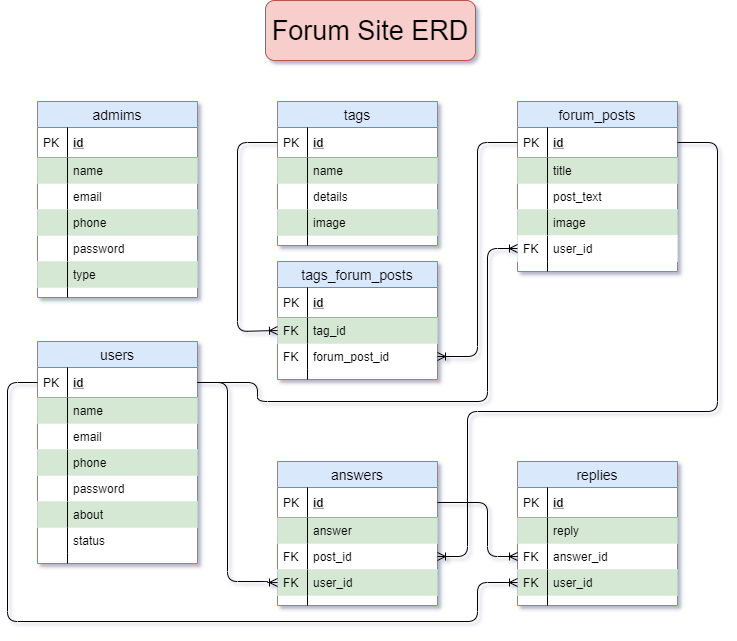 Forum Site ERD
admims
PK id
name
email
phone
password
type
tags
PK id
name
details
image
forum_posts
PK id
title
post_text
image
FK user_id
tags_forum_posts
PK id
FK tag_id
FK forum_post_id
users
PK id
name
email
phone
password
about
status
answers
PK id
answer
FK post_id
FK user_id
replies
PK id
reply
FK answer_id
FK user_id